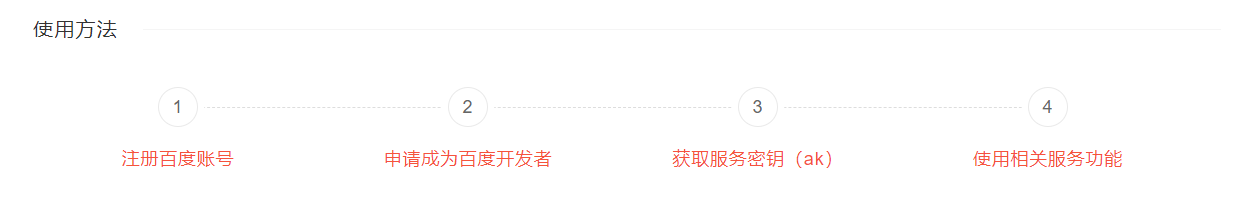 使用方法
1
2
3
4
注册百度账号
申请成为百度开发者
获取服务密钥（ak）
使用相关服务功能